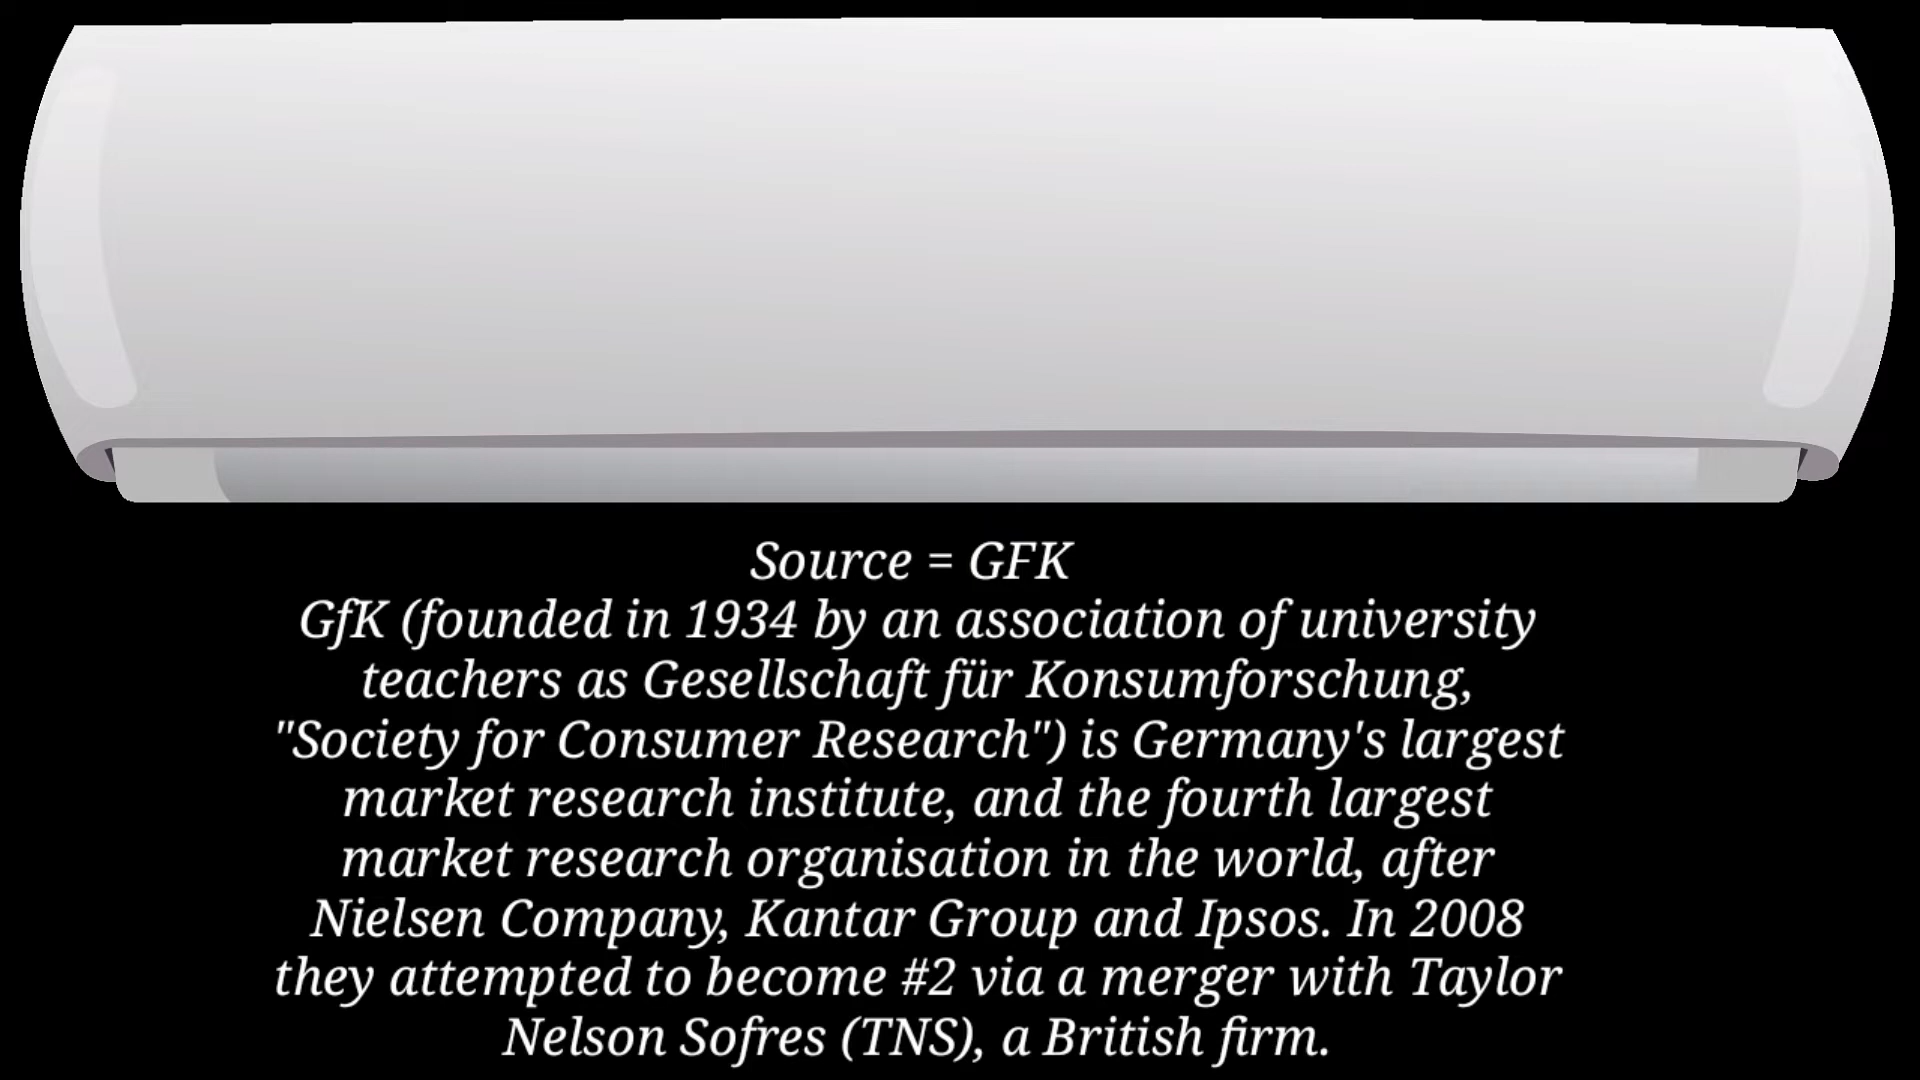 Source = GFK
GfK (founded in 1934 by an association of university
teachers as Gesellschaft für Konsumforschung,
"Society for Consumer Research") is Germany's largest
market research institute, and the fourth largest
market research organisation in the world, after
Nielsen Company, Kantar Group and Ipsos. In 2008
they attempted to become #2 via a merger with Taylor
Nelson Sofres (TNS), a British firm.